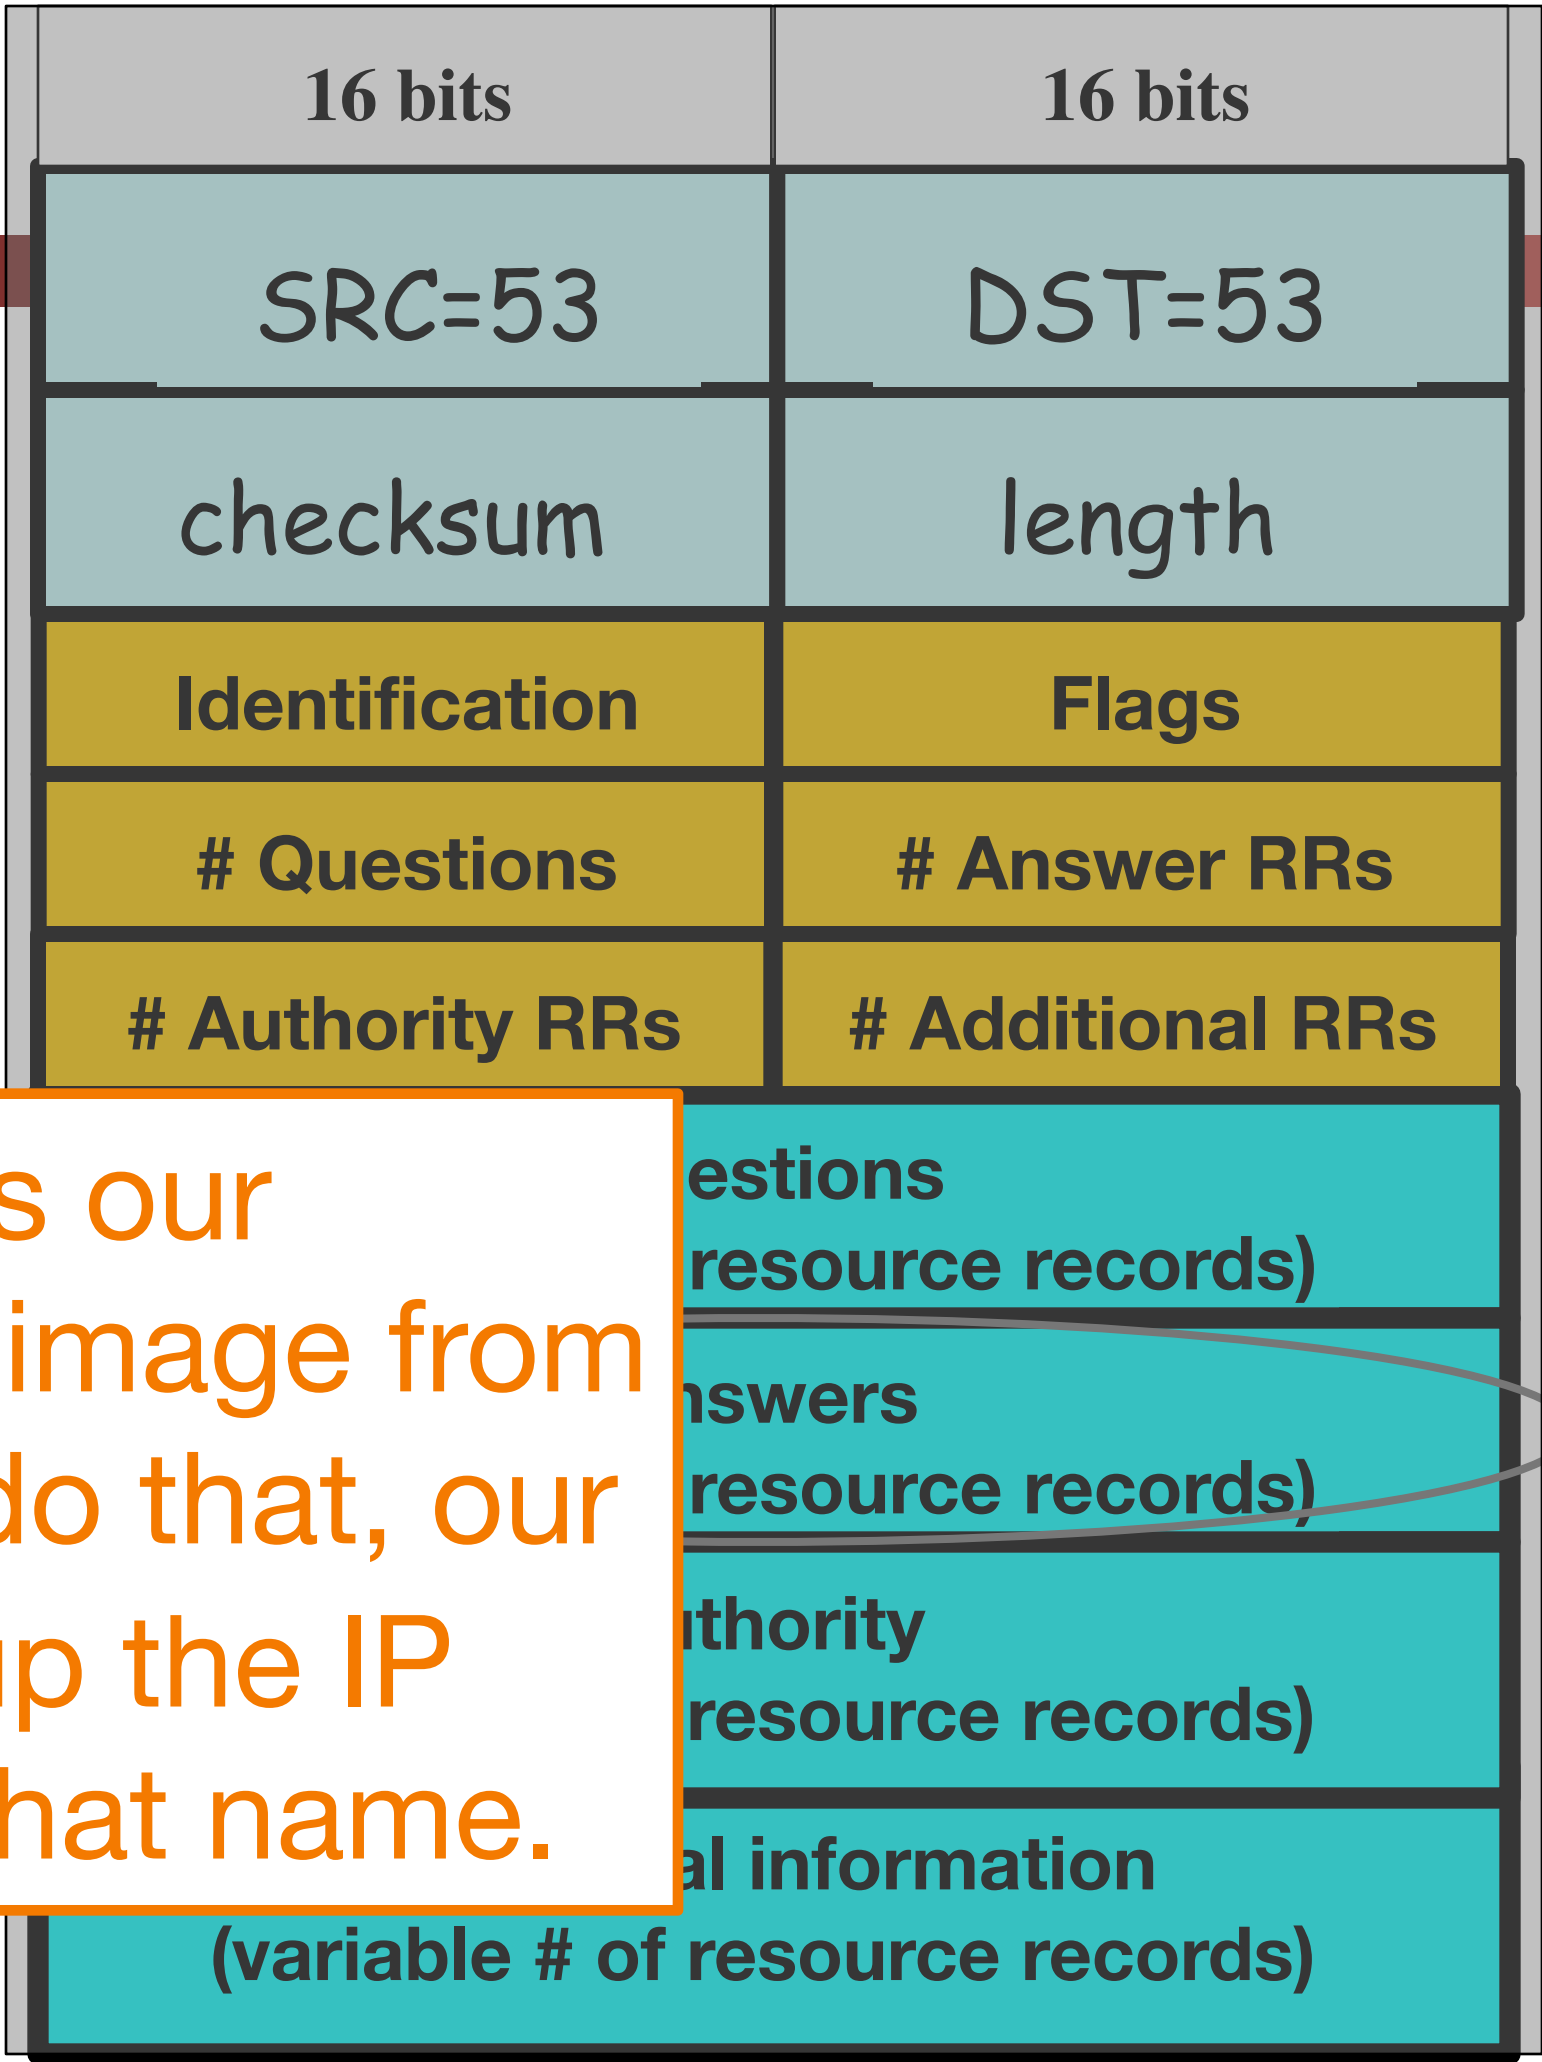 16 bits 16 bits
SRC=53 DST=53
checksum length
Identification Flags
# Questions # Answer RRs
# Authority RRs # Additional RRs
s our
image from
do that, our
up the IP
hat name.
estions
resource records)
nswers
resource records)
thority
resource records)
al information
(variable # of resource records)